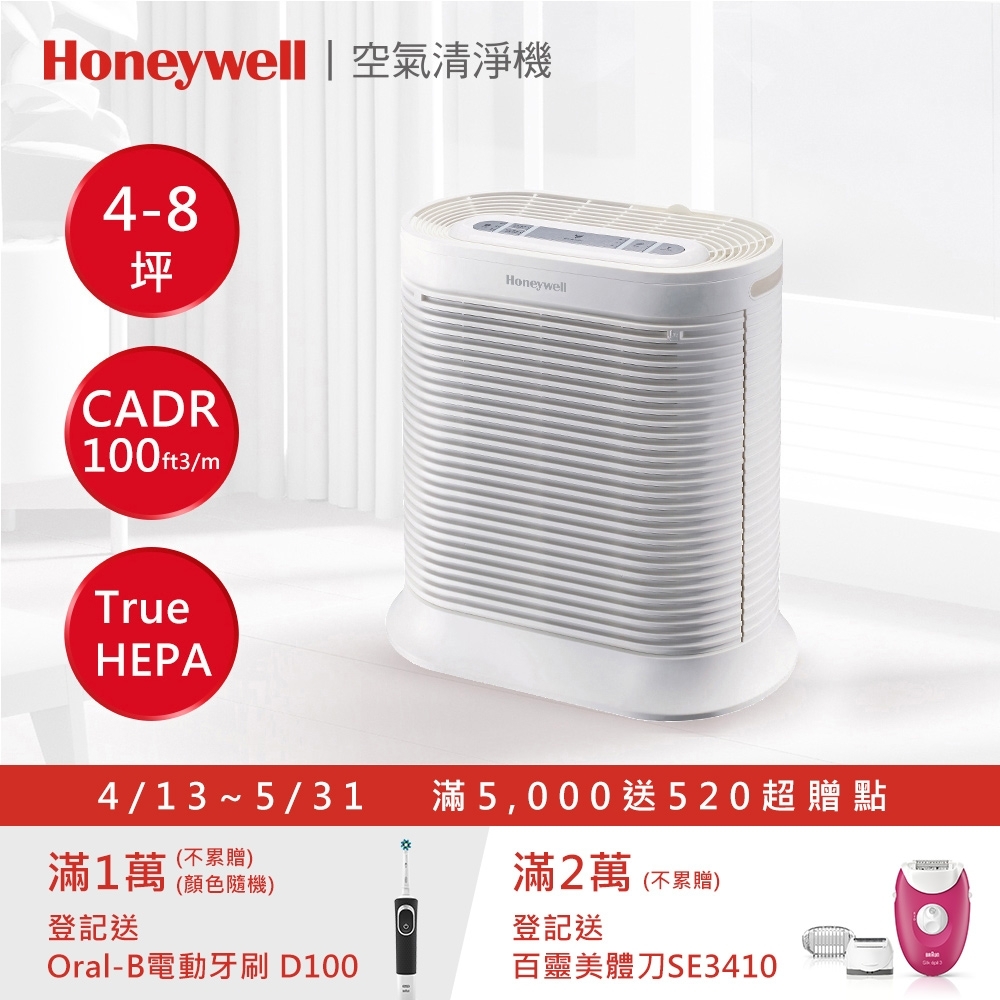 Honeywell | 空氣清淨機
4-8
坪
CADR
100ft3/m
True
HEPA
Honeywell
4/13~5/31 滿5,000送520超贈點
滿1萬 (不累贈)
(顏色隨機)
登記送
Oral-B電動牙刷 D100
滿2萬 (不累贈)
登記送
百靈美體刀SE3410